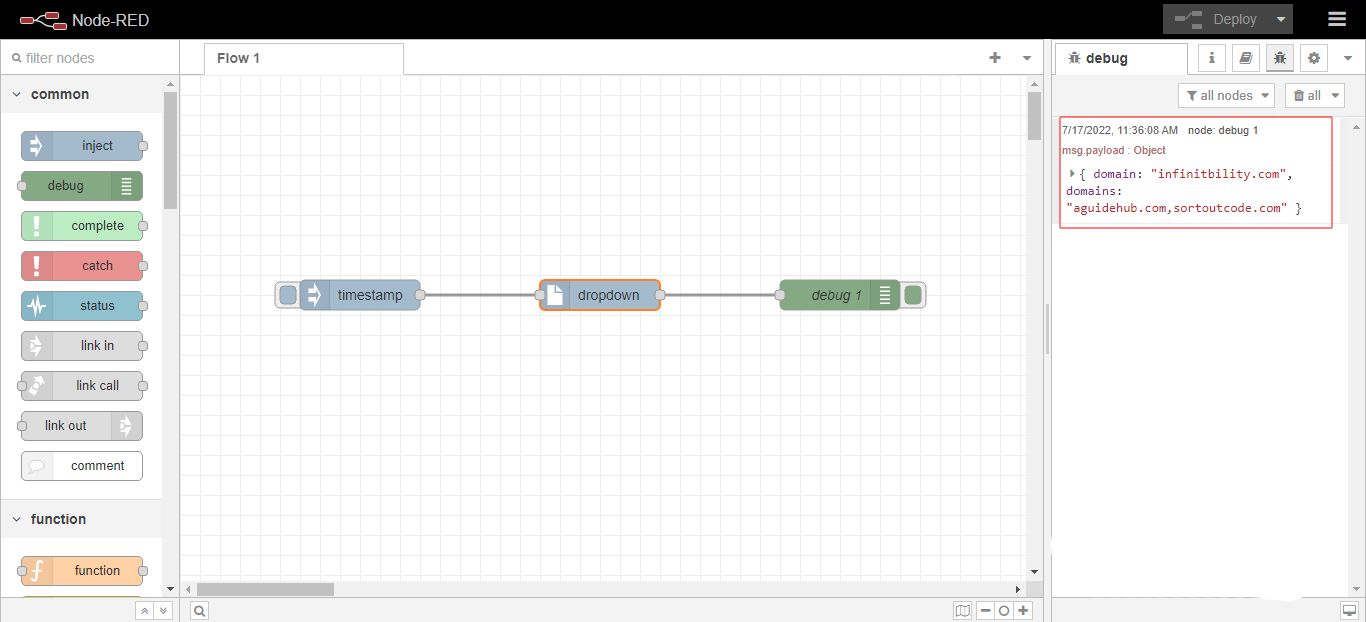 Node-RED
Deploy
filter nodes
Flow 1
debug
common
all nodes
all
inject
7/17/2022, 11:36:08 AM node: debug 1
msg.payload : Object
{ domain: "infinitbility.com",
domains:
"aguidehub.com,sortoutcode.com" }
debug
complete
catch
status
timestamp
dropdown
debug 1
link in
link call
link out
comment
function
function